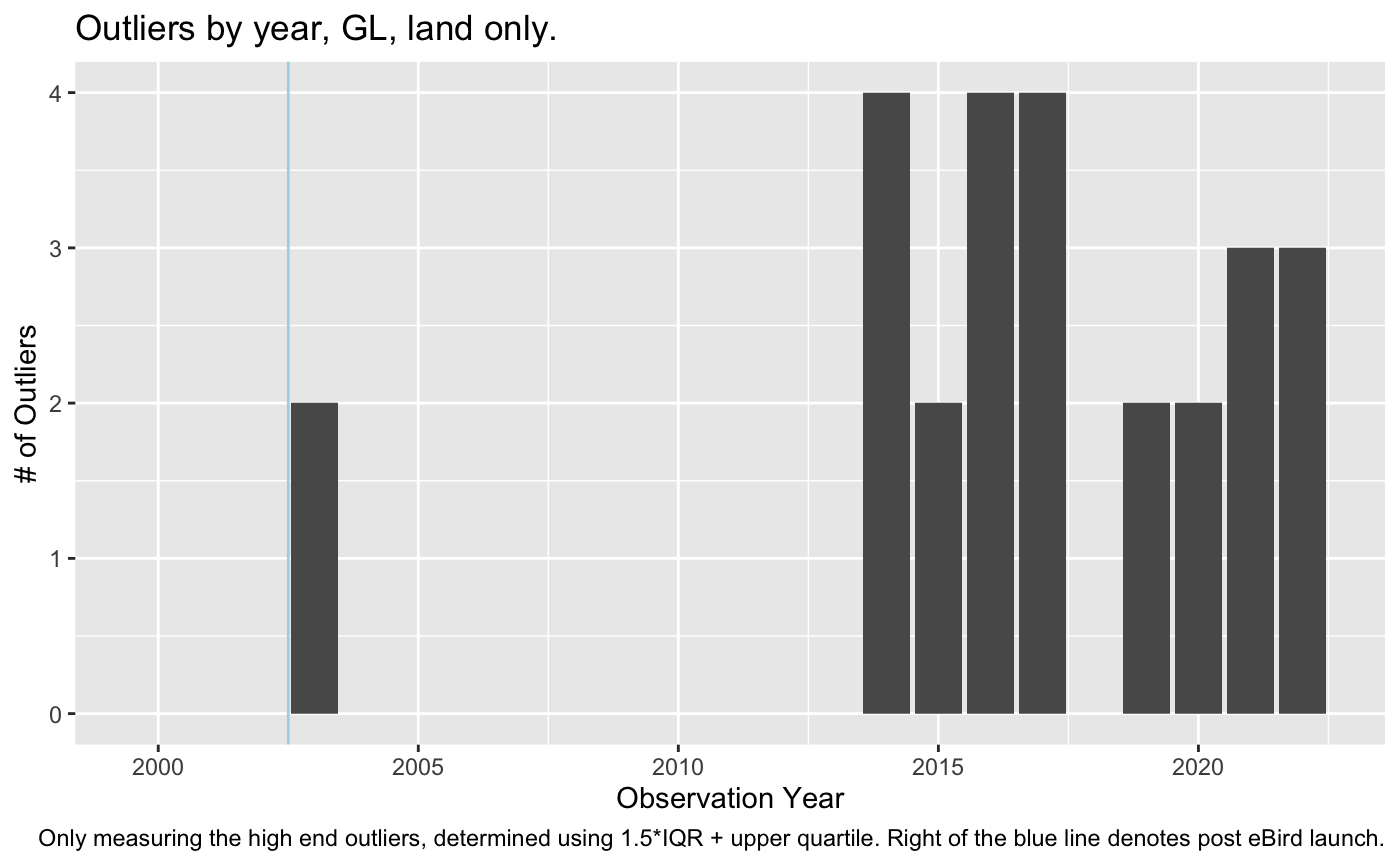 Outliers by year, GL, land only.
# of Outliers
4
3
2
1
0
2000 2005 2010 2015 2020
Observation Year
Only measuring the high end outliers, determined using 1.5*IQR + upper quartile. Right of the blue line denotes post eBird launch.